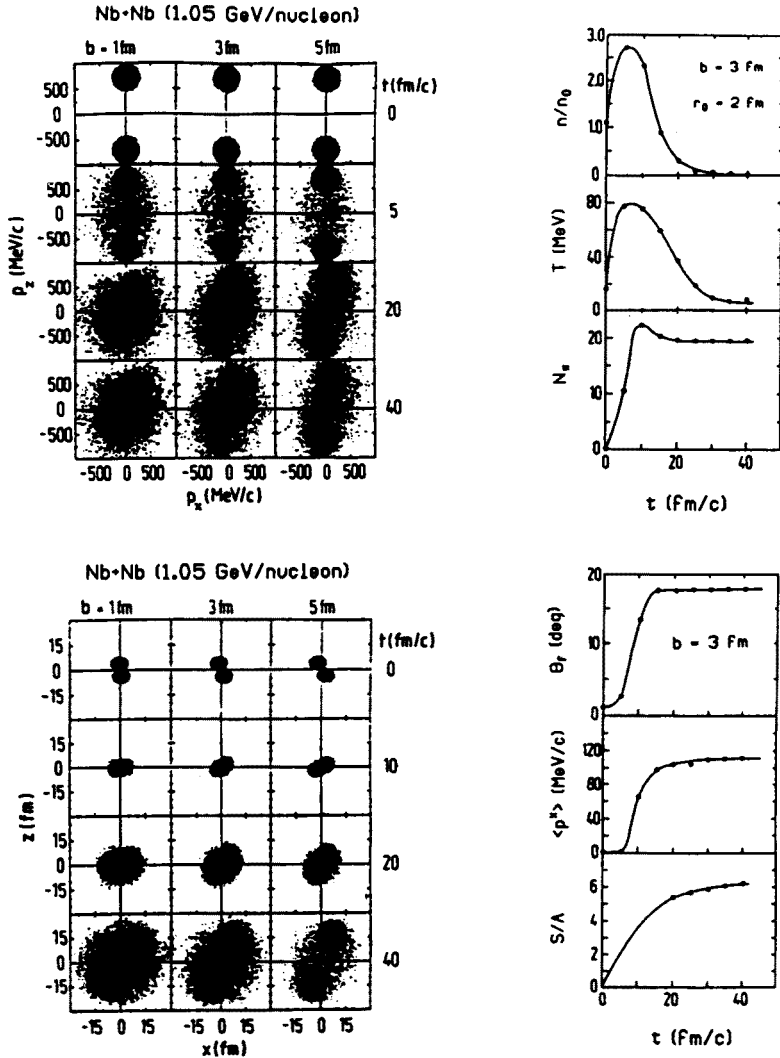 Nb+Nb (1.05 GeV/nucleon)
b = 1fm 3 fm 5fm
t(fm/c)
500
0
-500
0
500
0
-500
5
500
0
-500
20
500
0
-500
40
p_z (MeV/c)
-500 0 500 -500 0 500 -500 0 500
p_x (MeV/c)
3.0
2.0
1.0
0
n/n_0
b = 3 fm
r_0 = 2 fm
80
40
0
T (MeV)
20
10
0
N_π
0 20 40
t (fm/c)
Nb+Nb (1.05 GeV/nucleon)
b = 1fm 3 fm 5fm
t(fm/c)
15
0
-15
0
15
0
-15
10
15
0
-15
20
15
0
-15
40
z (fm)
-15 0 15 -15 0 15 -15 0 15
x(fm)
20
10
0
θ_f (deg)
b = 3 fm
120
80
40
0
<p^x> (MeV/c)
6
4
2
0
S/A
0 20 40
t (fm/c)